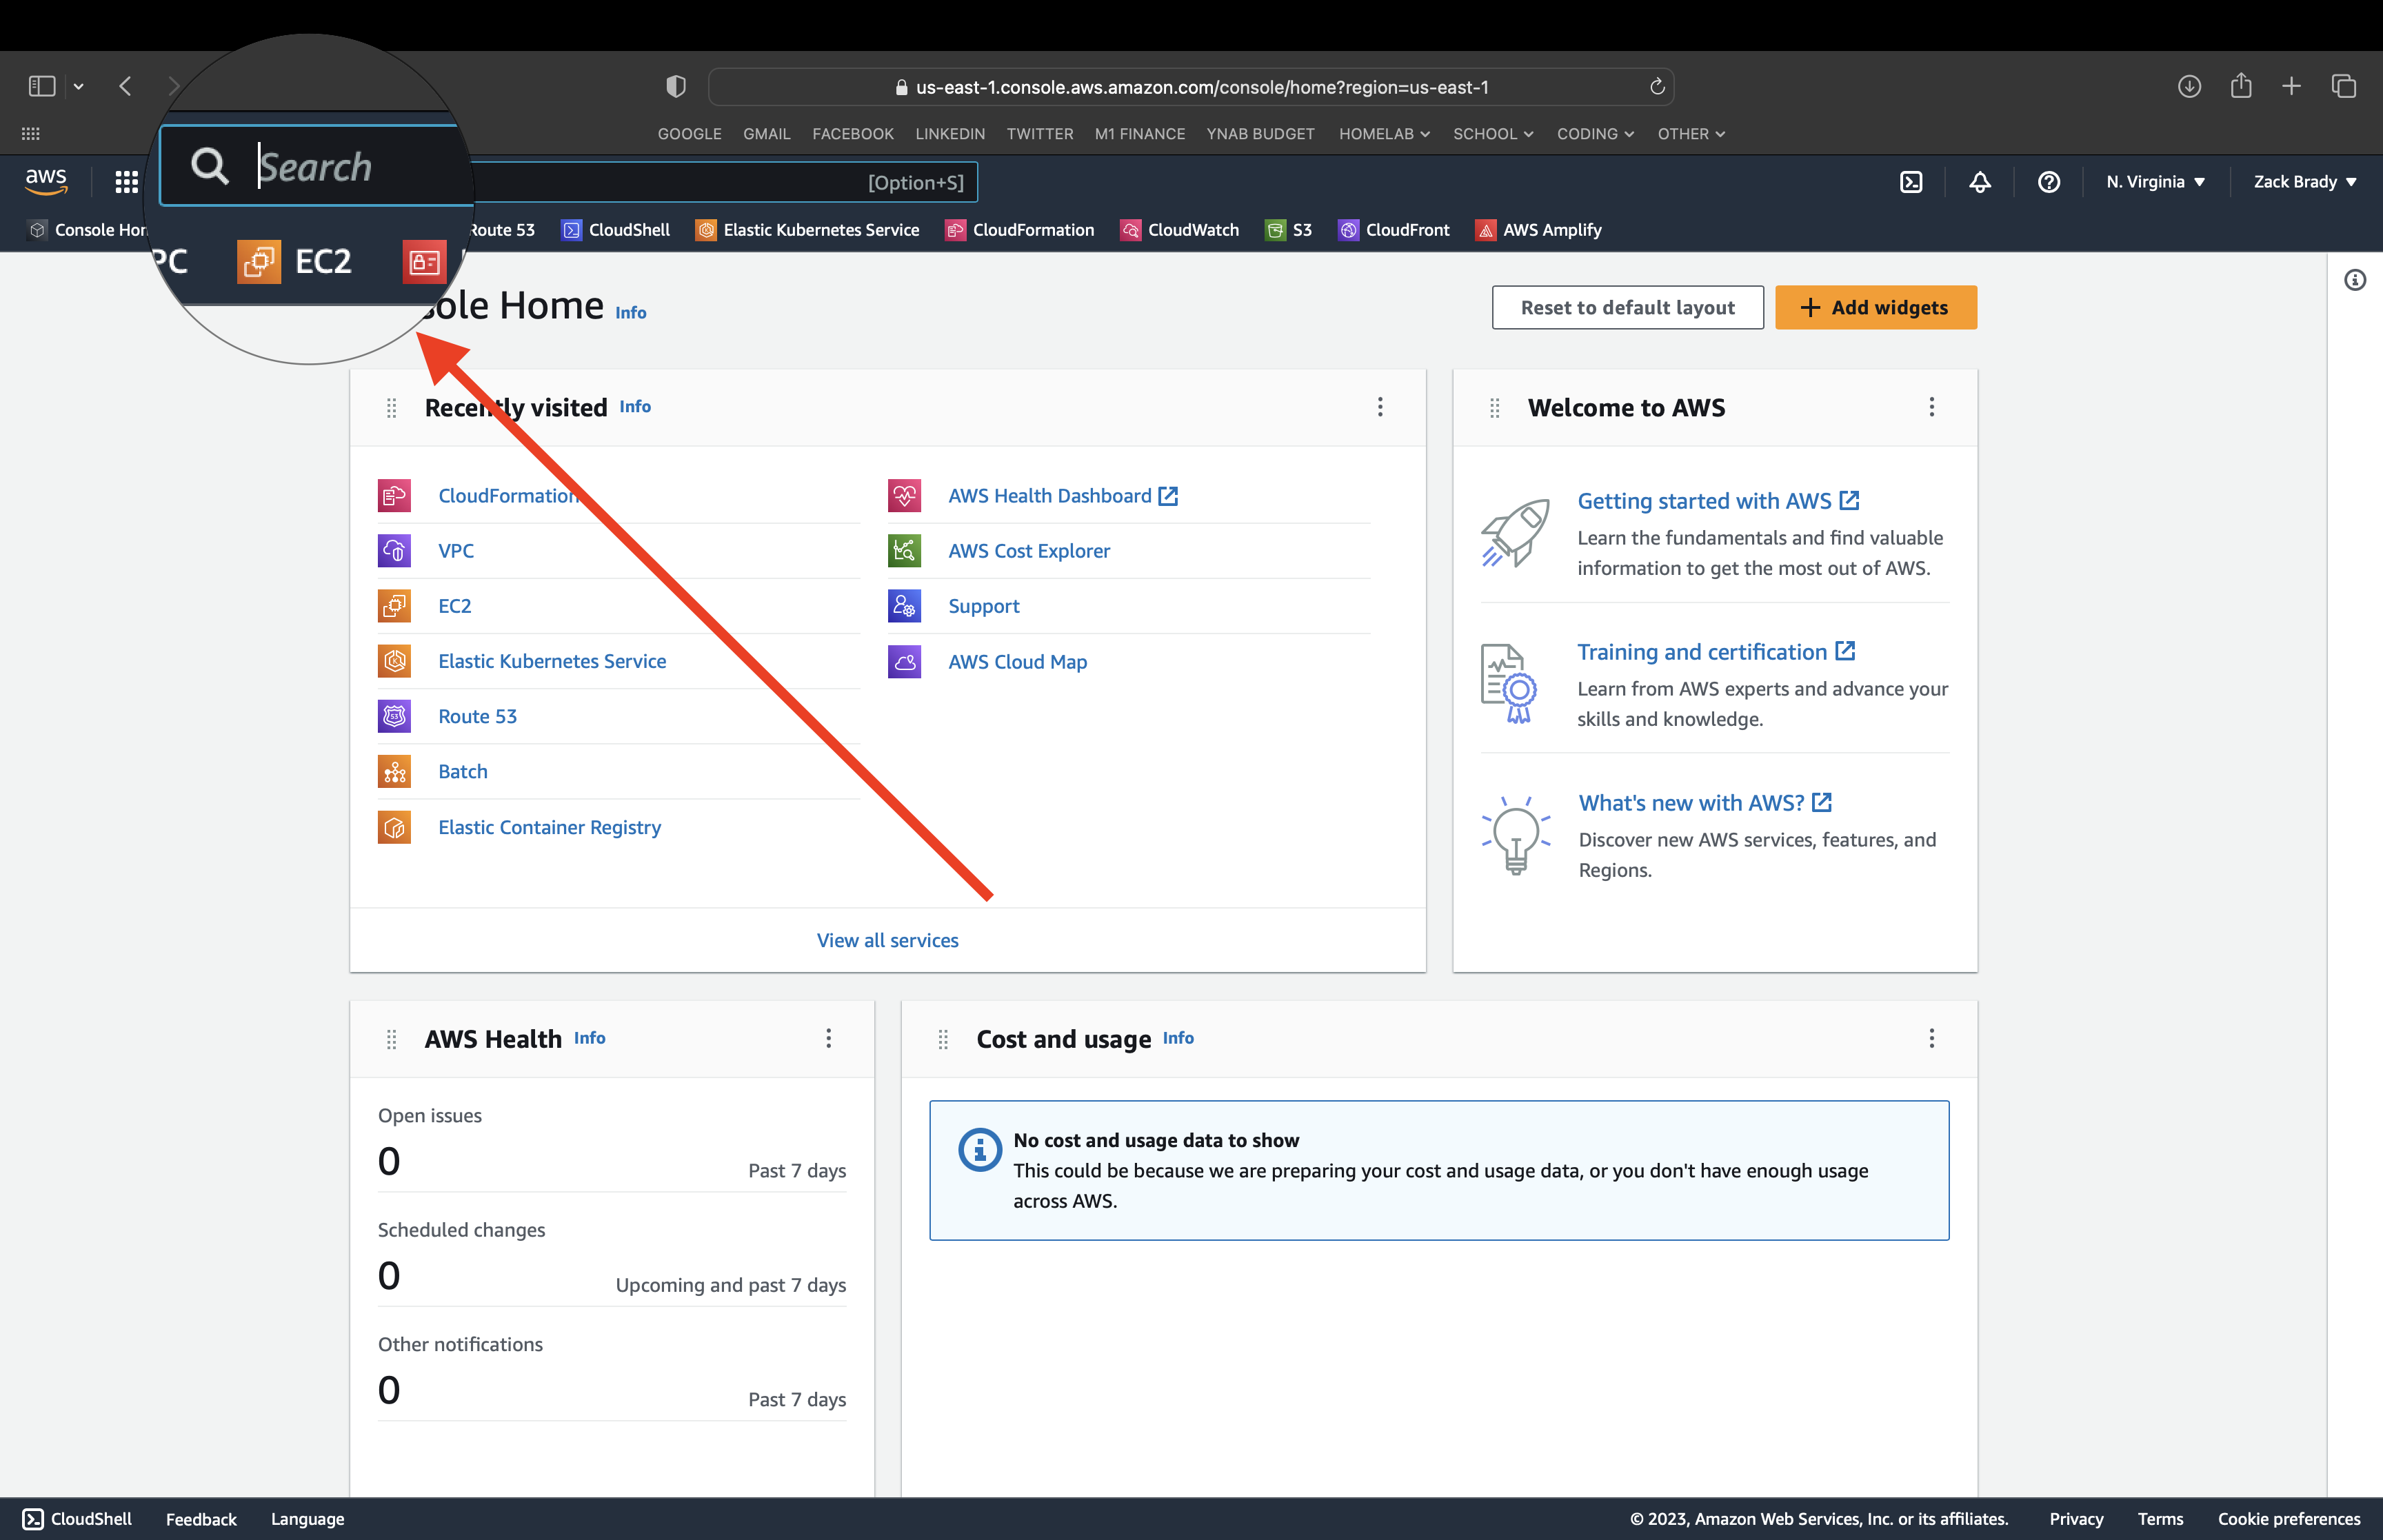 us-east-1.console.aws.amazon.com/console/home?region=us-east-1
GOOGLE GMAIL FACEBOOK LINKEDIN TWITTER M1 FINANCE YNAB BUDGET HOMELAB SCHOOL CODING OTHER
aws Search [Option+S] N. Virginia Zack Brady
Console Hom Route 53 CloudShell Elastic Kubernetes Service CloudFormation CloudWatch S3 CloudFront AWS Amplify
PC EC2
sole Home Info Reset to default layout Add widgets
Recently visited Info
CloudFormation
VPC
EC2
Elastic Kubernetes Service
Route 53
Batch
Elastic Container Registry
AWS Health Dashboard
AWS Cost Explorer
Support
AWS Cloud Map
View all services
Welcome to AWS
Getting started with AWS
Learn the fundamentals and find valuable
information to get the most out of AWS.
Training and certification
Learn from AWS experts and advance your
skills and knowledge.
What's new with AWS?
Discover new AWS services, features, and
Regions.
AWS Health Info
Open issues
0 Past 7 days
Scheduled changes
0 Upcoming and past 7 days
Other notifications
0 Past 7 days
Cost and usage Info
No cost and usage data to show
This could be because we are preparing your cost and usage data, or you don't have enough usage
across AWS.
CloudShell Feedback Language © 2023, Amazon Web Services, Inc. or its affiliates. Privacy Terms Cookie preferences